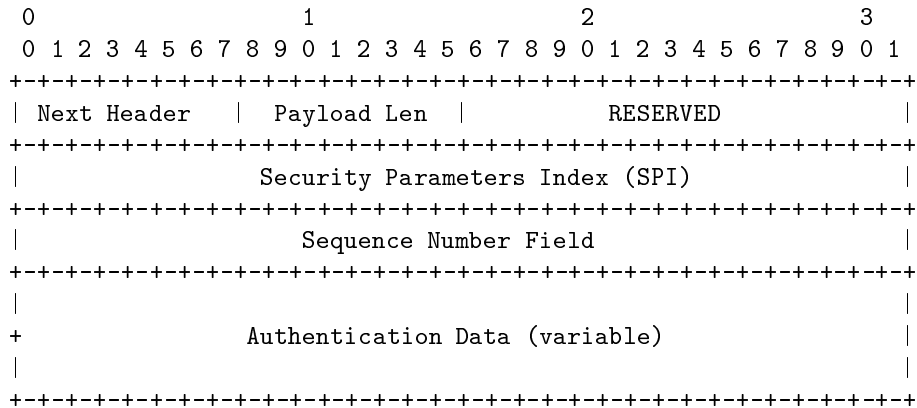 0                   1                   2                   3
0 1 2 3 4 5 6 7 8 9 0 1 2 3 4 5 6 7 8 9 0 1 2 3 4 5 6 7 8 9 0 1
+-+-+-+-+-+-+-+-+-+-+-+-+-+-+-+-+-+-+-+-+-+-+-+-+-+-+-+-+-+-+-+-+
| Next Header   |  Payload Len  |          RESERVED             |
+-+-+-+-+-+-+-+-+-+-+-+-+-+-+-+-+-+-+-+-+-+-+-+-+-+-+-+-+-+-+-+-+
|                 Security Parameters Index (SPI)               |
+-+-+-+-+-+-+-+-+-+-+-+-+-+-+-+-+-+-+-+-+-+-+-+-+-+-+-+-+-+-+-+-+
|                    Sequence Number Field                      |
+-+-+-+-+-+-+-+-+-+-+-+-+-+-+-+-+-+-+-+-+-+-+-+-+-+-+-+-+-+-+-+-+
|                                                               |
+                Authentication Data (variable)                 |
|                                                               |
+-+-+-+-+-+-+-+-+-+-+-+-+-+-+-+-+-+-+-+-+-+-+-+-+-+-+-+-+-+-+-+-+